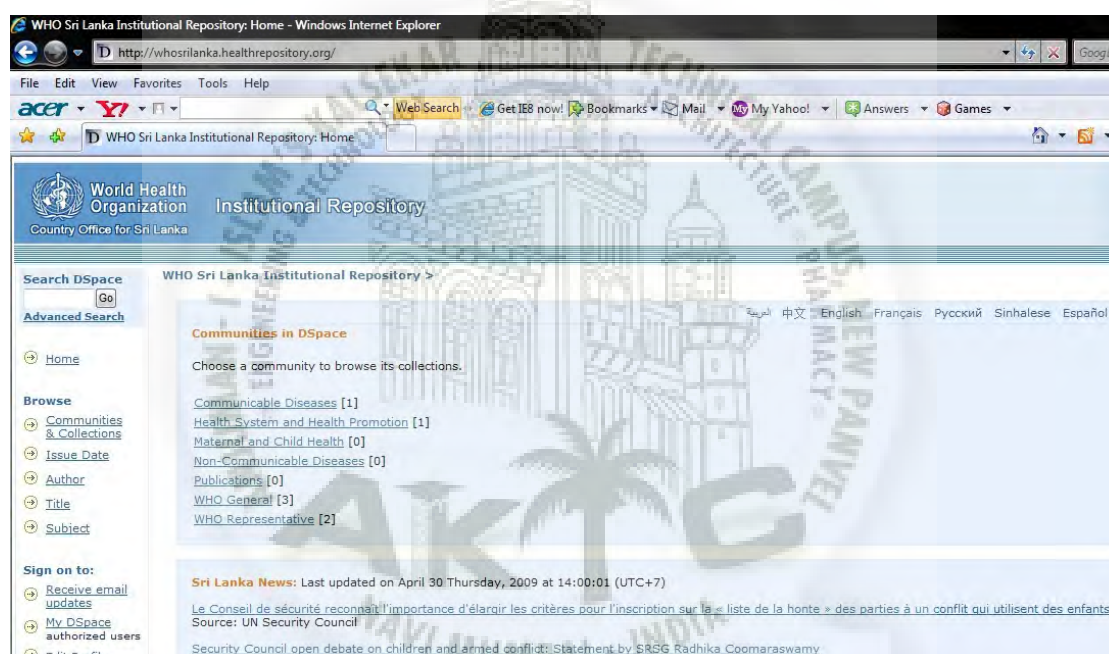 WHO Sri Lanka Institutional Repository: Home - Windows Internet Explorer
http://whosrilanka.healthrepository.org/
File Edit View Favorites Tools Help
acer Y! Web Search Get IE8 now! Bookmarks Mail My Yahoo! Answers Games
WHO Sri Lanka Institutional Repository: Home
World Health
Organization
Institutional Repository
Country Office for Sri Lanka
Search DSpace
Go
Advanced Search
Home
Browse
Communities
& Collections
Issue Date
Author
Title
Subject
Sign on to:
Receive email
updates
My DSpace
authorized users
WHO Sri Lanka Institutional Repository >
العربية 中文 English Français Русский Sinhalese Español
Communities in DSpace
Choose a community to browse its collections.
Communicable Diseases [1]
Health System and Health Promotion [1]
Maternal and Child Health [0]
Non-Communicable Diseases [0]
Publications [0]
WHO General [3]
WHO Representative [2]
Sri Lanka News: Last updated on April 30 Thursday, 2009 at 14:00:01 (UTC+7)
Le Conseil de sécurité reconnaît l'importance d'élargir les critères pour l'inscription sur la « liste de la honte » des parties à un conflit qui utilisent des enfants
Source: UN Security Council
Security Council open debate on children and armed conflict: Statement by SRSG Radhika Coomaraswamy
AKTC